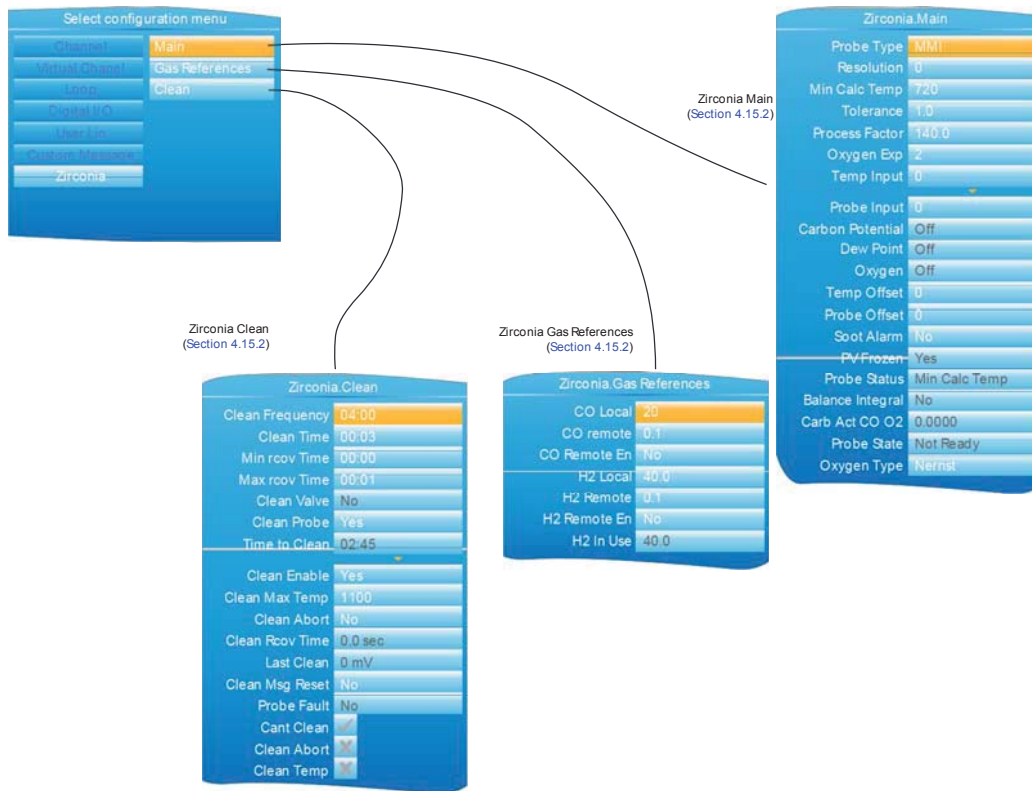 Select configuration menu
Channel
Virtual Chanel
Loop
Digital I/O
User Lin
Custom Message
Zirconia
Main
Gas References
Clean
Zirconia Main
(Section 4.15.2)
Zirconia.Main
Probe Type MMI
Resolution 0
Min Calc Temp 720
Tolerance 1.0
Process Factor 140.0
Oxygen Exp 2
Temp Input 0
Probe Input 0
Carbon Potential Off
Dew Point Off
Oxygen Off
Temp Offset 0
Probe Offset 0
Soot Alarm No
PV Frozen Yes
Probe Status Min Calc Temp
Balance Integral No
Carb Act CO O2 0.0000
Probe State Not Ready
Oxygen Type Nernst
Zirconia Clean
(Section 4.15.2)
Zirconia.Clean
Clean Frequency 04:00
Clean Time 00:03
Min rcov Time 00:00
Max rcov Time 00:01
Clean Valve No
Clean Probe Yes
Time to Clean 02:45
Clean Enable Yes
Clean Max Temp 1100
Clean Abort No
Clean Rcov Time 0.0 sec
Last Clean 0 mV
Clean Msg Reset No
Probe Fault No
Cant Clean
Clean Abort
Clean Temp
Zirconia Gas References
(Section 4.15.2)
Zirconia.Gas References
CO Local 20
CO remote 0.1
CO Remote En No
H2 Local 40.0
H2 Remote 0.1
H2 Remote En No
H2 In Use 40.0